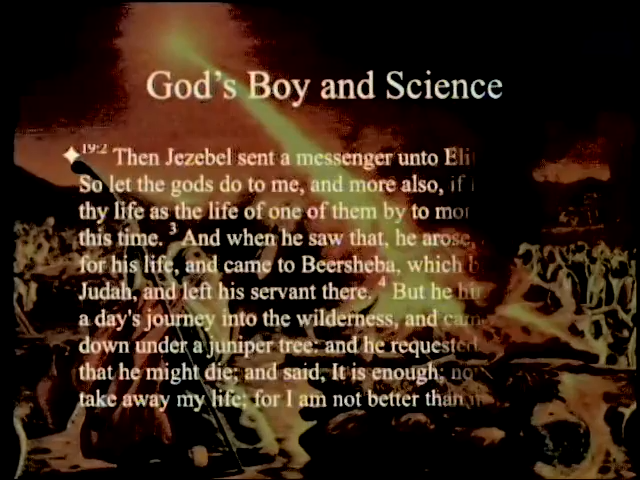 God's Boy and Science
19:2 Then Jezebel sent a messenger unto Eli
So let the gods do to me, and more also, if
thy life as the life of one of them by to mor
this time. 3 And when he saw that, he arose,
for his life, and came to Beersheba, which
Judah, and left his servant there. 4 But he
a day's journey into the wilderness, and cam
down under a juniper tree: and he requested
that he might die; and said, It is enough; no
take away my life; for I am not better than